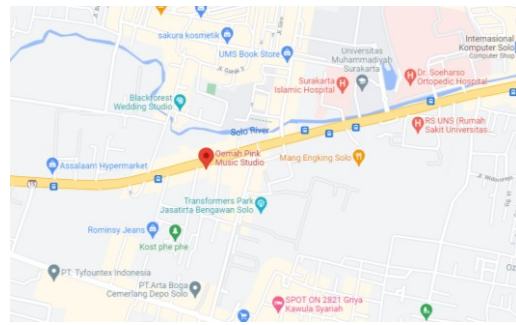 sakura kosmetik
UMS Book Store
Internasional
Komputer Solo
Computer Shop
Universitas
Muhammadiyah
Surakarta
Dr. Soeharso
Ortopedic Hospital
Surakarta
Islamic Hospital
Blackforest
Wedding Studio
Solo River
RS UNS (Rumah
Sakit Universitas...
Oemah Pink
Music Studio
Mang Engking Solo
Assalaam Hypermarket
Transformers Park
Jasatirta Bengawan Solo
Rominsy Jeans
Kost phe phe
PT. Tyfountex Indonesia
PT.Arta Boga
Cemerlang Depo Solo
SPOT ON 2821 Griya
Kawula Syariah